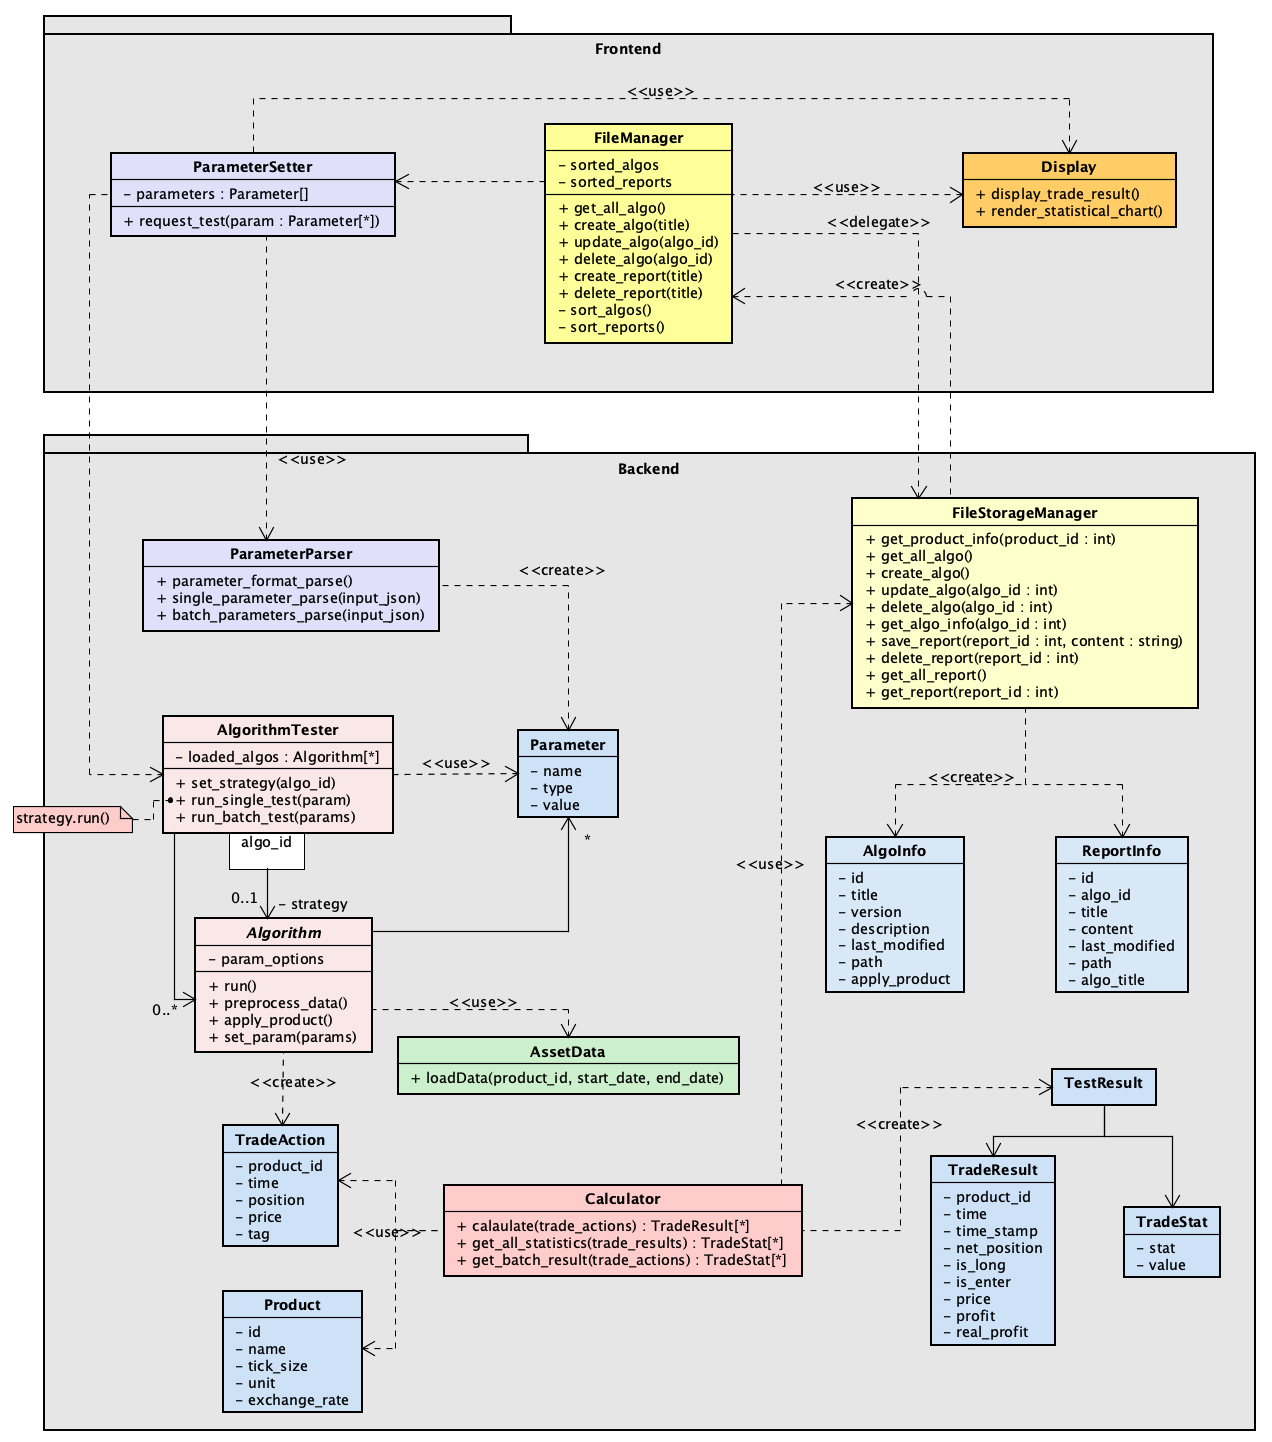 Frontend
<<use>>
ParameterSetter
− parameters : Parameter[]
+ request_test(param : Parameter[*])
FileManager
− sorted_algos
− sorted_reports
+ get_all_algo()
+ create_algo(title)
+ update_algo(algo_id)
+ delete_algo(algo_id)
+ create_report(title)
+ delete_report(title)
− sort_algos()
− sort_reports()
<<use>>
<<delegate>>
<<create>>
Display
+ display_trade_result()
+ render_statistical_chart()
Backend
<<use>>
ParameterParser
+ parameter_format_parse()
+ single_parameter_parse(input_json)
+ batch_parameters_parse(input_json)
<<create>>
FileStorageManager
+ get_product_info(product_id : int)
+ get_all_algo()
+ create_algo()
+ update_algo(algo_id : int)
+ delete_algo(algo_id : int)
+ get_algo_info(algo_id : int)
+ save_report(report_id : int, content : string)
+ delete_report(report_id : int)
+ get_all_report()
+ get_report(report_id : int)
AlgorithmTester
− loaded_algos : Algorithm[*]
+ set_strategy(algo_id)
+ run_single_test(param)
+ run_batch_test(params)
strategy.run()
algo_id
<<use>>
Parameter
− name
− type
− value
*
<<create>>
<<use>>
AlgoInfo
− id
− title
− version
− description
− last_modified
− path
− apply_product
ReportInfo
− id
− algo_id
− title
− content
− last_modified
− path
− algo_title
0..1
− strategy
Algorithm
− param_options
+ run()
+ preprocess_data()
+ apply_product()
+ set_param(params)
0..*
<<use>>
AssetData
+ loadData(product_id, start_date, end_date)
<<create>>
TradeAction
− product_id
− time
− position
− price
− tag
<<use>>
Calculator
+ calaulate(trade_actions) : TradeResult[*]
+ get_all_statistics(trade_results) : TradeStat[*]
+ get_batch_result(trade_actions) : TradeStat[*]
<<create>>
TestResult
TradeResult
− product_id
− time
− time_stamp
− net_position
− is_long
− is_enter
− price
− profit
− real_profit
TradeStat
− stat
− value
Product
− id
− name
− tick_size
− unit
− exchange_rate